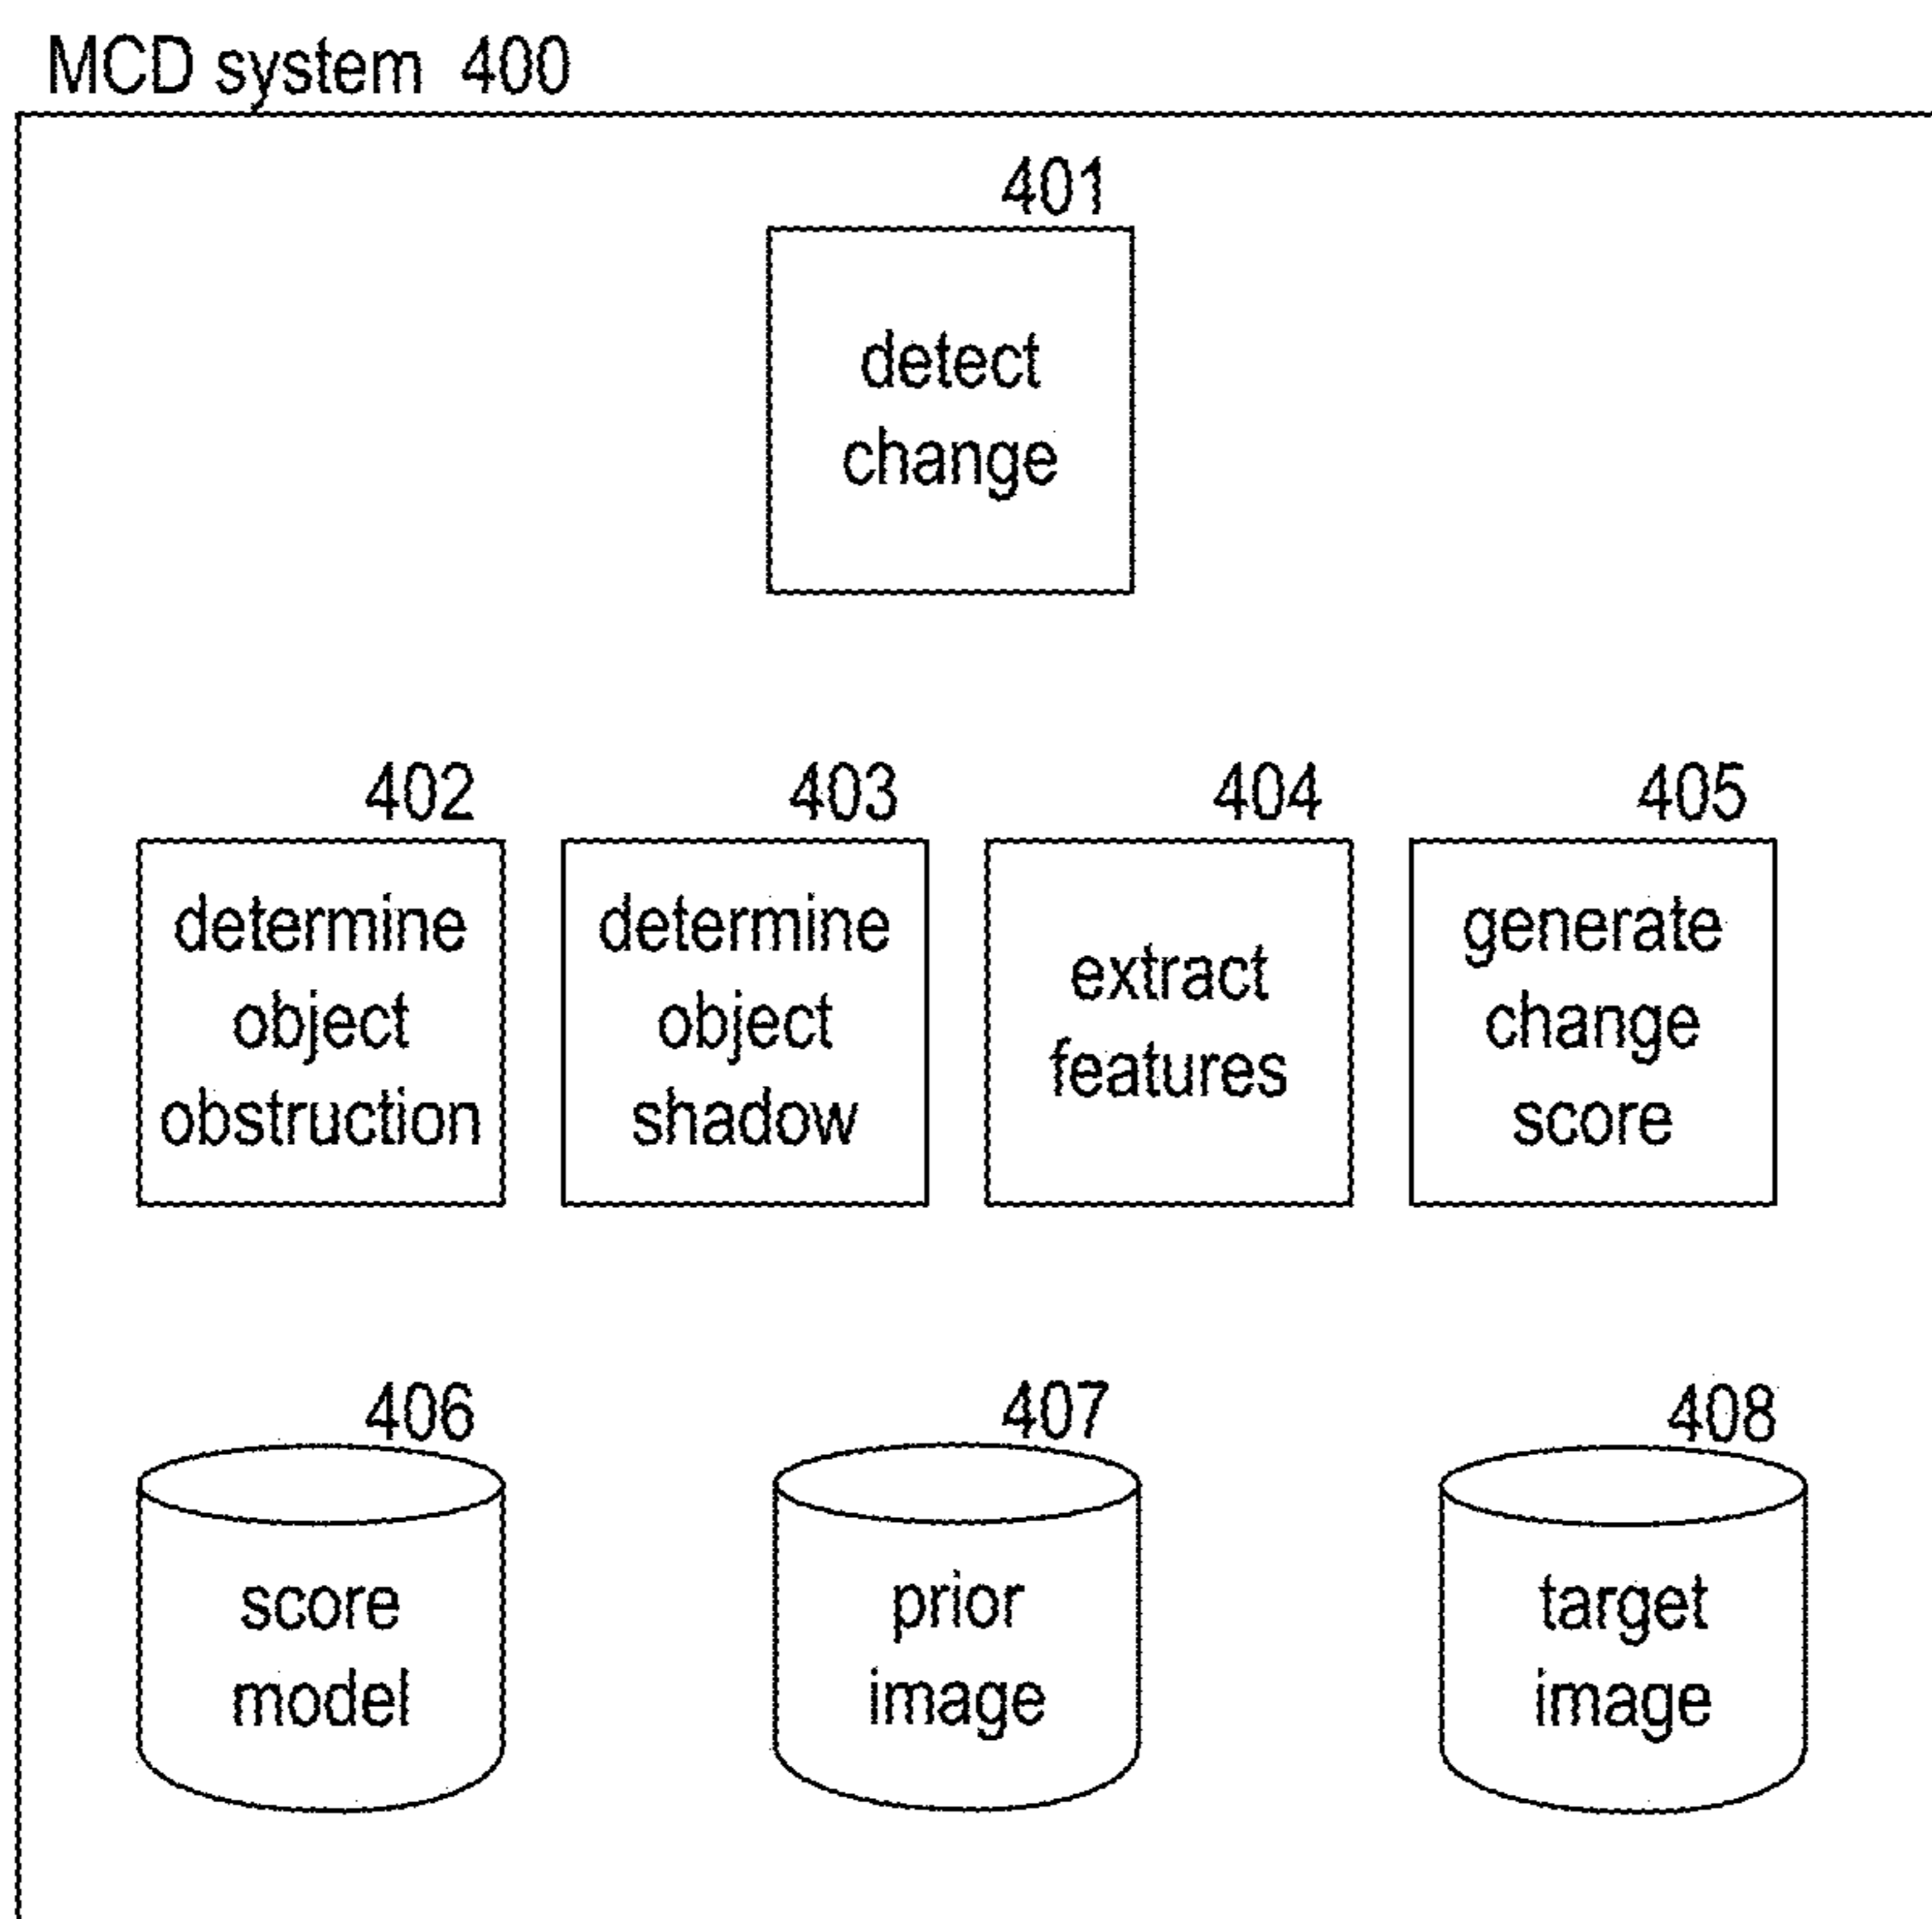 MCD system 400
401
detect
change
402
determine
object
obstruction
403
determine
object
shadow
404
extract
features
405
generate
change
score
406
score
model
407
prior
image
408
target
image